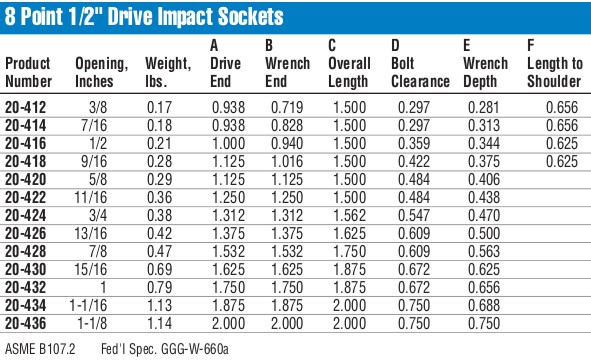 8 Point 1/2" Drive Impact Sockets
A B C D E F
Product Opening, Weight, Drive Wrench Overall Bolt Wrench Length to
Number Inches lbs. End End Length Clearance Depth Shoulder
20-412 3/8 0.17 0.938 0.719 1.500 0.297 0.281 0.656
20-414 7/16 0.18 0.938 0.828 1.500 0.297 0.313 0.656
20-416 1/2 0.21 1.000 0.940 1.500 0.359 0.344 0.625
20-418 9/16 0.28 1.125 1.016 1.500 0.422 0.375 0.625
20-420 5/8 0.29 1.125 1.125 1.500 0.484 0.406
20-422 11/16 0.36 1.250 1.250 1.500 0.484 0.438
20-424 3/4 0.38 1.312 1.312 1.562 0.547 0.470
20-426 13/16 0.42 1.375 1.375 1.625 0.609 0.500
20-428 7/8 0.47 1.532 1.532 1.750 0.609 0.563
20-430 15/16 0.69 1.625 1.625 1.875 0.672 0.625
20-432 1 0.79 1.750 1.750 1.875 0.672 0.656
20-434 1-1/16 1.13 1.875 1.875 2.000 0.750 0.688
20-436 1-1/8 1.14 2.000 2.000 2.000 0.750 0.750
ASME B107.2 Fed'l Spec. GGG-W-660a